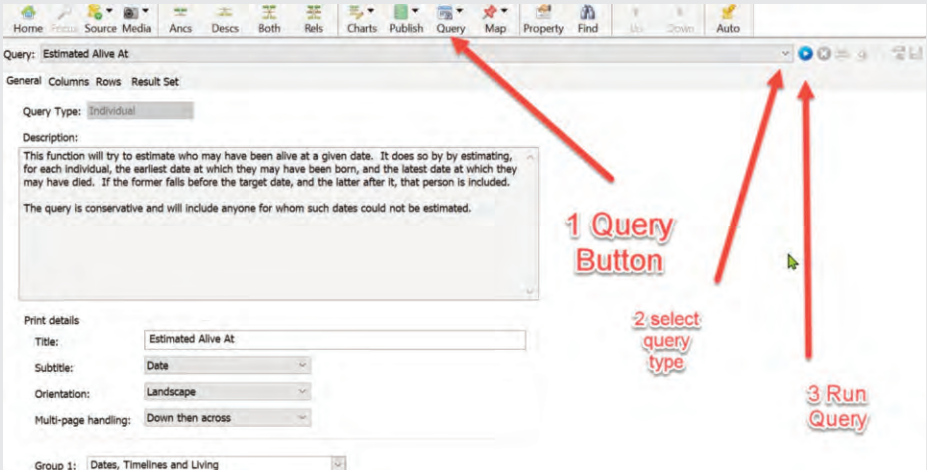 Home Focus Source Media Ancs Descs Both Rels Charts Publish Query Map Property Find Up Down Auto
Query: Estimated Alive At
General Columns Rows Result Set
Query Type: Individual
Description:
This function will try to estimate who may have been alive at a given date. It does so by by estimating,
for each individual, the earliest date at which they may have been born, and the latest date at which they
may have died. If the former falls before the target date, and the latter after it, that person is included.
The query is conservative and will include anyone for whom such dates could not be estimated.
1 Query
Button
2 select
query
type
3 Run
Query
Print details
Title: Estimated Alive At
Subtitle: Date
Orientation: Landscape
Multi-page handling: Down then across
Group 1: Dates, Timelines and Living